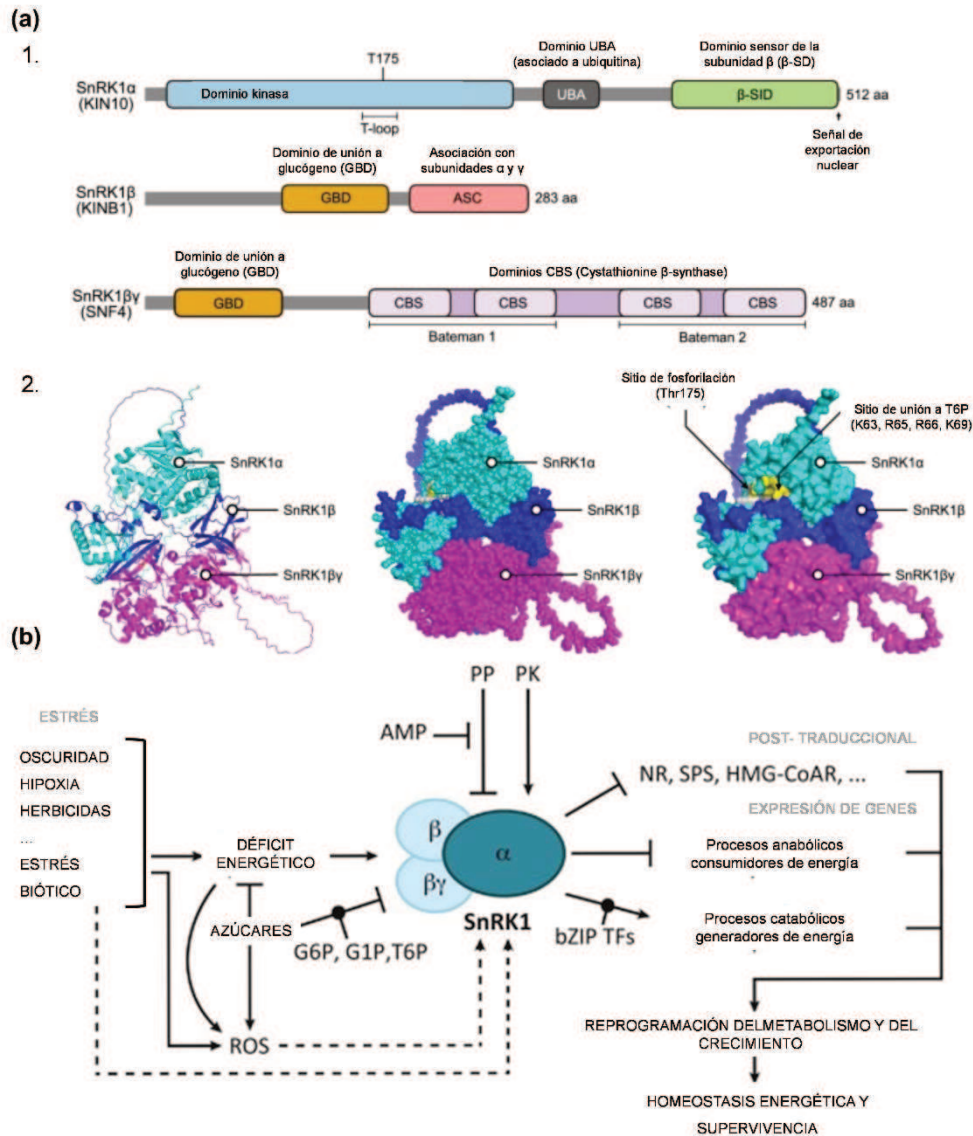 (a)
1.
T175
Dominio UBA
(asociado a ubiquitina)
Dominio sensor de la
subunidad β (β-SD)
SnRK1α
(KIN10)
Dominio kinasa
UBA
β-SID
512 aa
T-loop
Señal de
exportación
nuclear
Dominio de unión a
glucógeno (GBD)
Asociación con
subunidades α y γ
SnRK1β
(KINB1)
GBD
ASC
283 aa
Dominio de unión a
glucógeno (GBD)
Dominios CBS (Cystathionine β-synthase)
SnRK1βγ
(SNF4)
GBD
CBS
CBS
CBS
CBS
487 aa
Bateman 1
Bateman 2
2.
Sitio de fosforilación
(Thr175)
Sitio de unión a T6P
(K63, R65, R66, K69)
SnRK1α
SnRK1α
SnRK1α
SnRK1β
SnRK1β
SnRK1β
SnRK1βγ
SnRK1βγ
SnRK1βγ
(b)
PP
PK
ESTRÉS
AMP
POST- TRADUCCIONAL
OSCURIDAD
HIPOXIA
HERBICIDAS
...
ESTRÉS
BIÓTICO
NR, SPS, HMG-CoAR, ...
EXPRESIÓN DE GENES
DÉFICIT
ENERGÉTICO
β
α
βγ
SnRK1
Procesos anabólicos
consumidores de energía
AZÚCARES
G6P, G1P,T6P
bZIP TFs
Procesos catabólicos
generadores de energía
ROS
REPROGRAMACIÓN DELMETABOLISMO Y DEL
CRECIMIENTO
HOMEOSTASIS ENERGÉTICA Y
SUPERVIVENCIA